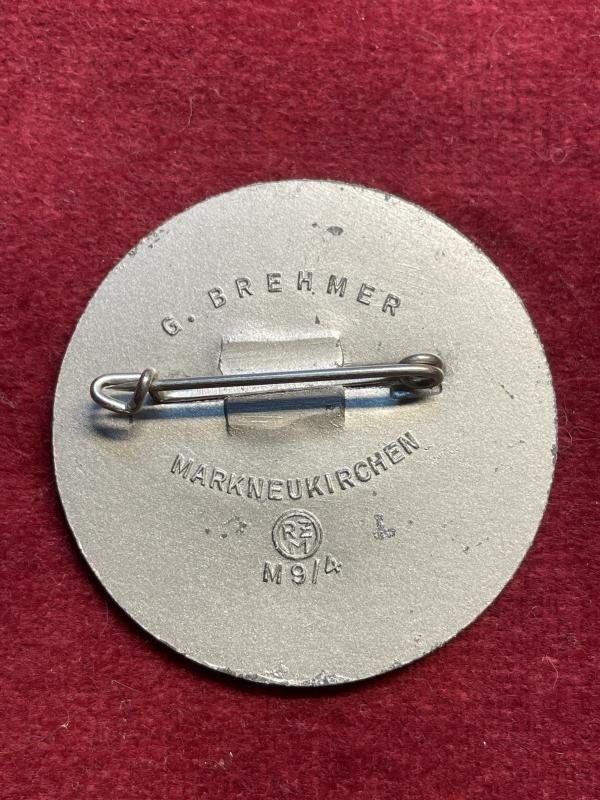 G. BREHMER
MARKNEUKIRCHEN
RZM
M9/4